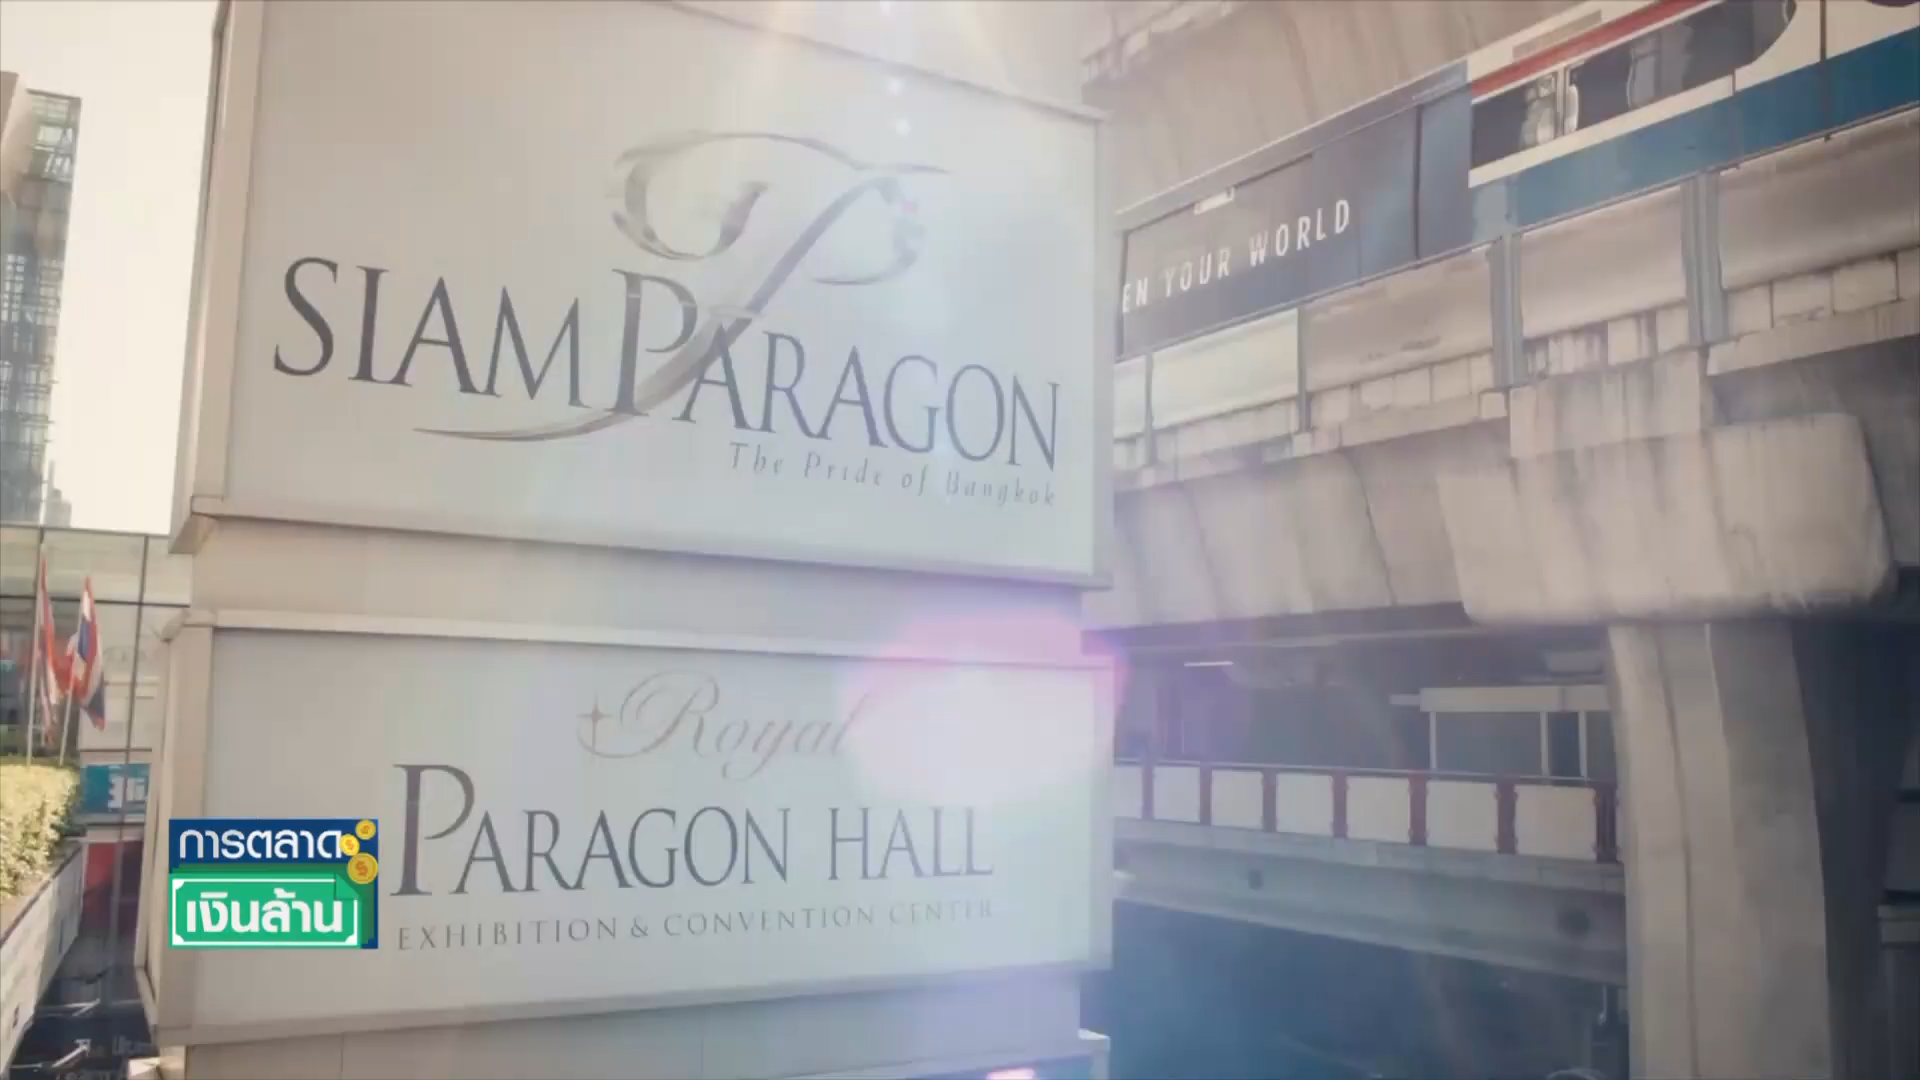 SIAM PARAGON
The Pride of Bangkok
EN YOUR WORLD
Royal
PARAGON HALL
EXHIBITION & CONVENTION CENTER
การตลาด
เงินล้าน